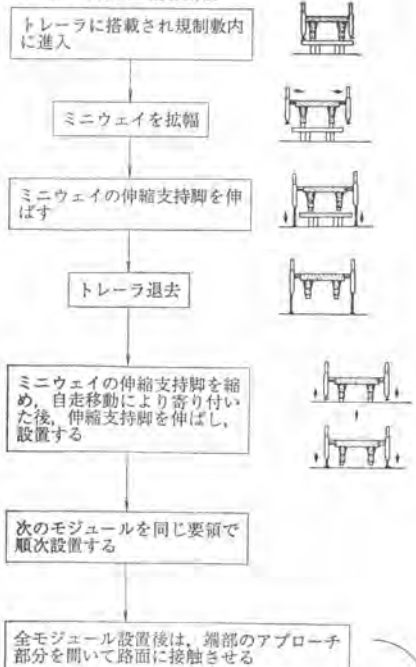 トレーラに搭載され規制敷内
に進入
ミニウェイを拡幅
ミニウェイの伸縮支持脚を伸
ばす
トレーラ退去
ミニウェイの伸縮支持脚を縮
め，自走移動により寄り付い
た後，伸縮支持脚を伸ばし，
設置する
次のモジュールを同じ要領で
順次設置する
全モジュール設置後は，端部のアプローチ
部分を開いて路面に接触させる